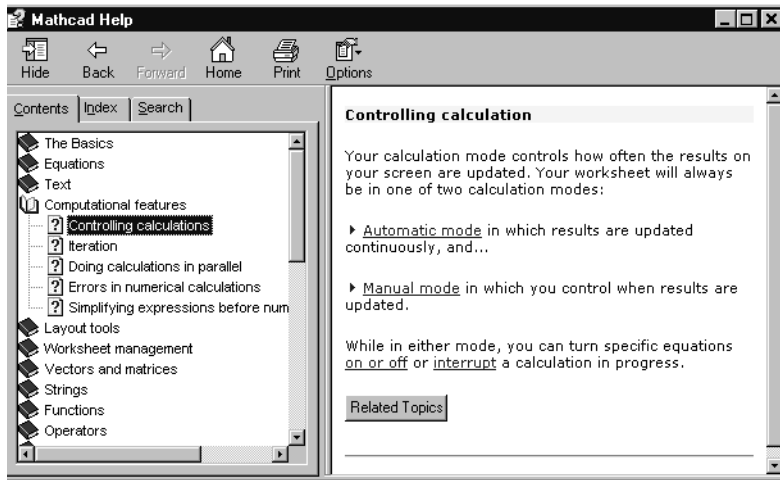 Mathcad Help
Hide Back Forward Home Print Options
Contents Index Search
The Basics
Equations
Text
Computational features
Controlling calculations
Iteration
Doing calculations in parallel
Errors in numerical calculations
Simplifying expressions before num
Layout tools
Worksheet management
Vectors and matrices
Strings
Functions
Operators
Controlling calculation
Your calculation mode controls how often the results on
your screen are updated. Your worksheet will always
be in one of two calculation modes:
Automatic mode in which results are updated
continuously, and...
Manual mode in which you control when results are
updated.
While in either mode, you can turn specific equations
on or off or interrupt a calculation in progress.
Related Topics